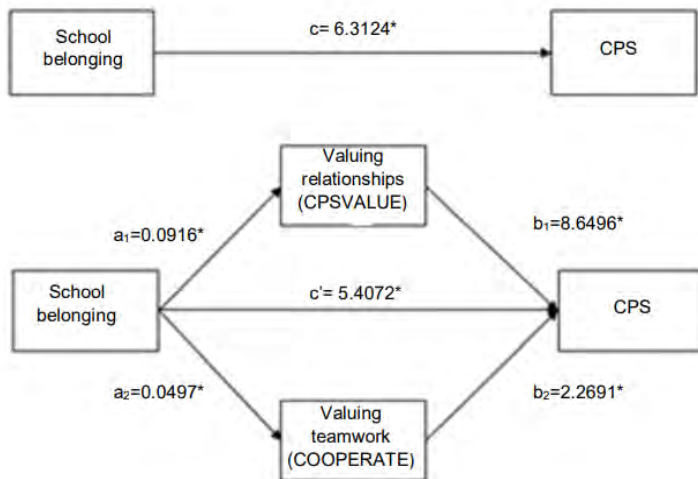 School
belonging
c= 6.3124*
CPS
Valuing
relationships
(CPSVALUE)
a₁=0.0916*
b₁=8.6496*
School
belonging
c'= 5.4072*
CPS
a₂=0.0497*
b₂=2.2691*
Valuing
teamwork
(COOPERATE)